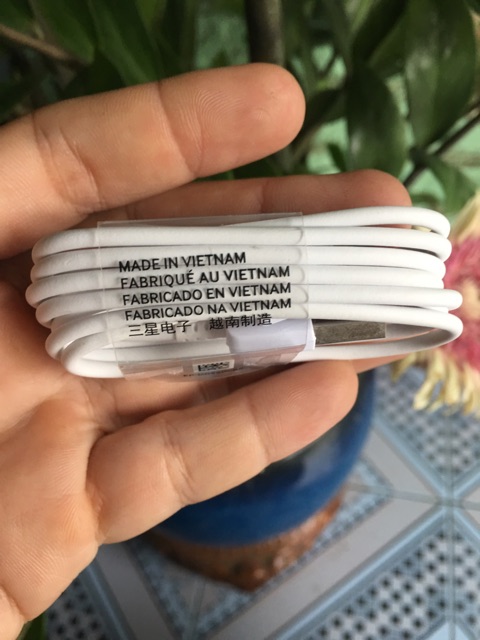 MADE IN VIETNAM
FABRIQUÉ AU VIETNAM
FABRICADO EN VIETNAM
FABRICADO NA VIETNAM
三星电子 越南制造